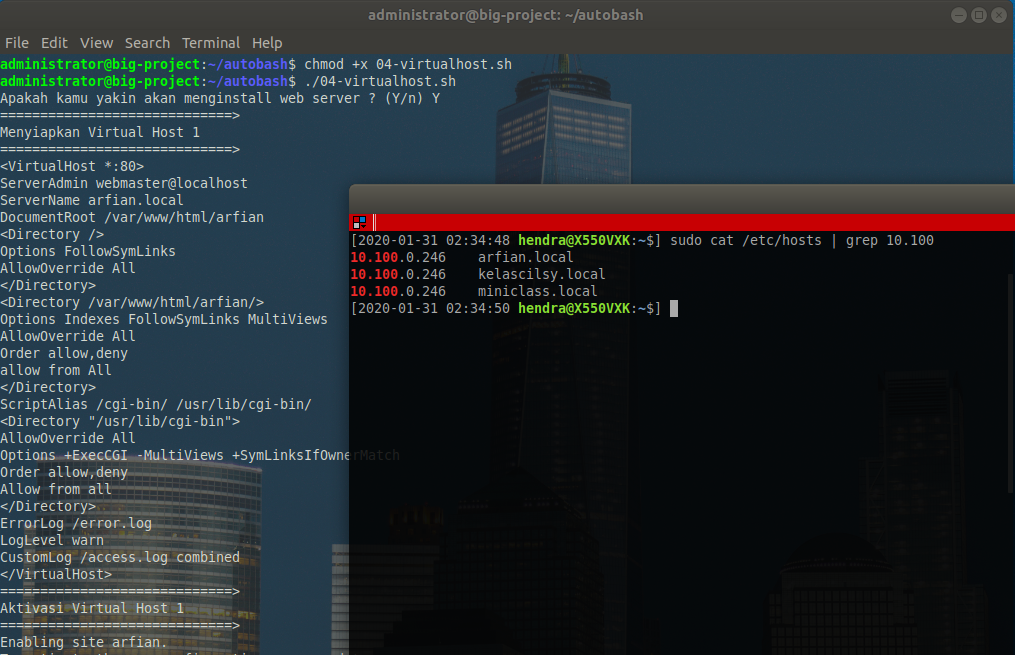 administrator@big-project: ~/autobash
File Edit View Search Terminal Help
administrator@big-project:~/autobash$ chmod +x 04-virtualhost.sh
administrator@big-project:~/autobash$ ./04-virtualhost.sh
Apakah kamu yakin akan menginstall web server ? (Y/n) Y
=============================>
Menyiapkan Virtual Host 1
=============================>
<VirtualHost *:80>
ServerAdmin webmaster@localhost
ServerName arfian.local
DocumentRoot /var/www/html/arfian
<Directory />
Options FollowSymLinks
AllowOverride All
</Directory>
<Directory /var/www/html/arfian/>
Options Indexes FollowSymLinks MultiViews
AllowOverride All
Order allow,deny
allow from All
</Directory>
ScriptAlias /cgi-bin/ /usr/lib/cgi-bin/
<Directory "/usr/lib/cgi-bin">
AllowOverride All
Options +ExecCGI -MultiViews +SymLinksIfOwnerMatch
Order allow,deny
Allow from all
</Directory>
ErrorLog /error.log
LogLevel warn
CustomLog /access.log combined
</VirtualHost>
=============================>
Aktivasi Virtual Host 1
=============================>
Enabling site arfian.
[2020-01-31 02:34:48 hendra@X550VXK:~$] sudo cat /etc/hosts | grep 10.100
10.100.0.246 arfian.local
10.100.0.246 kelascilsy.local
10.100.0.246 miniclass.local
[2020-01-31 02:34:50 hendra@X550VXK:~$]